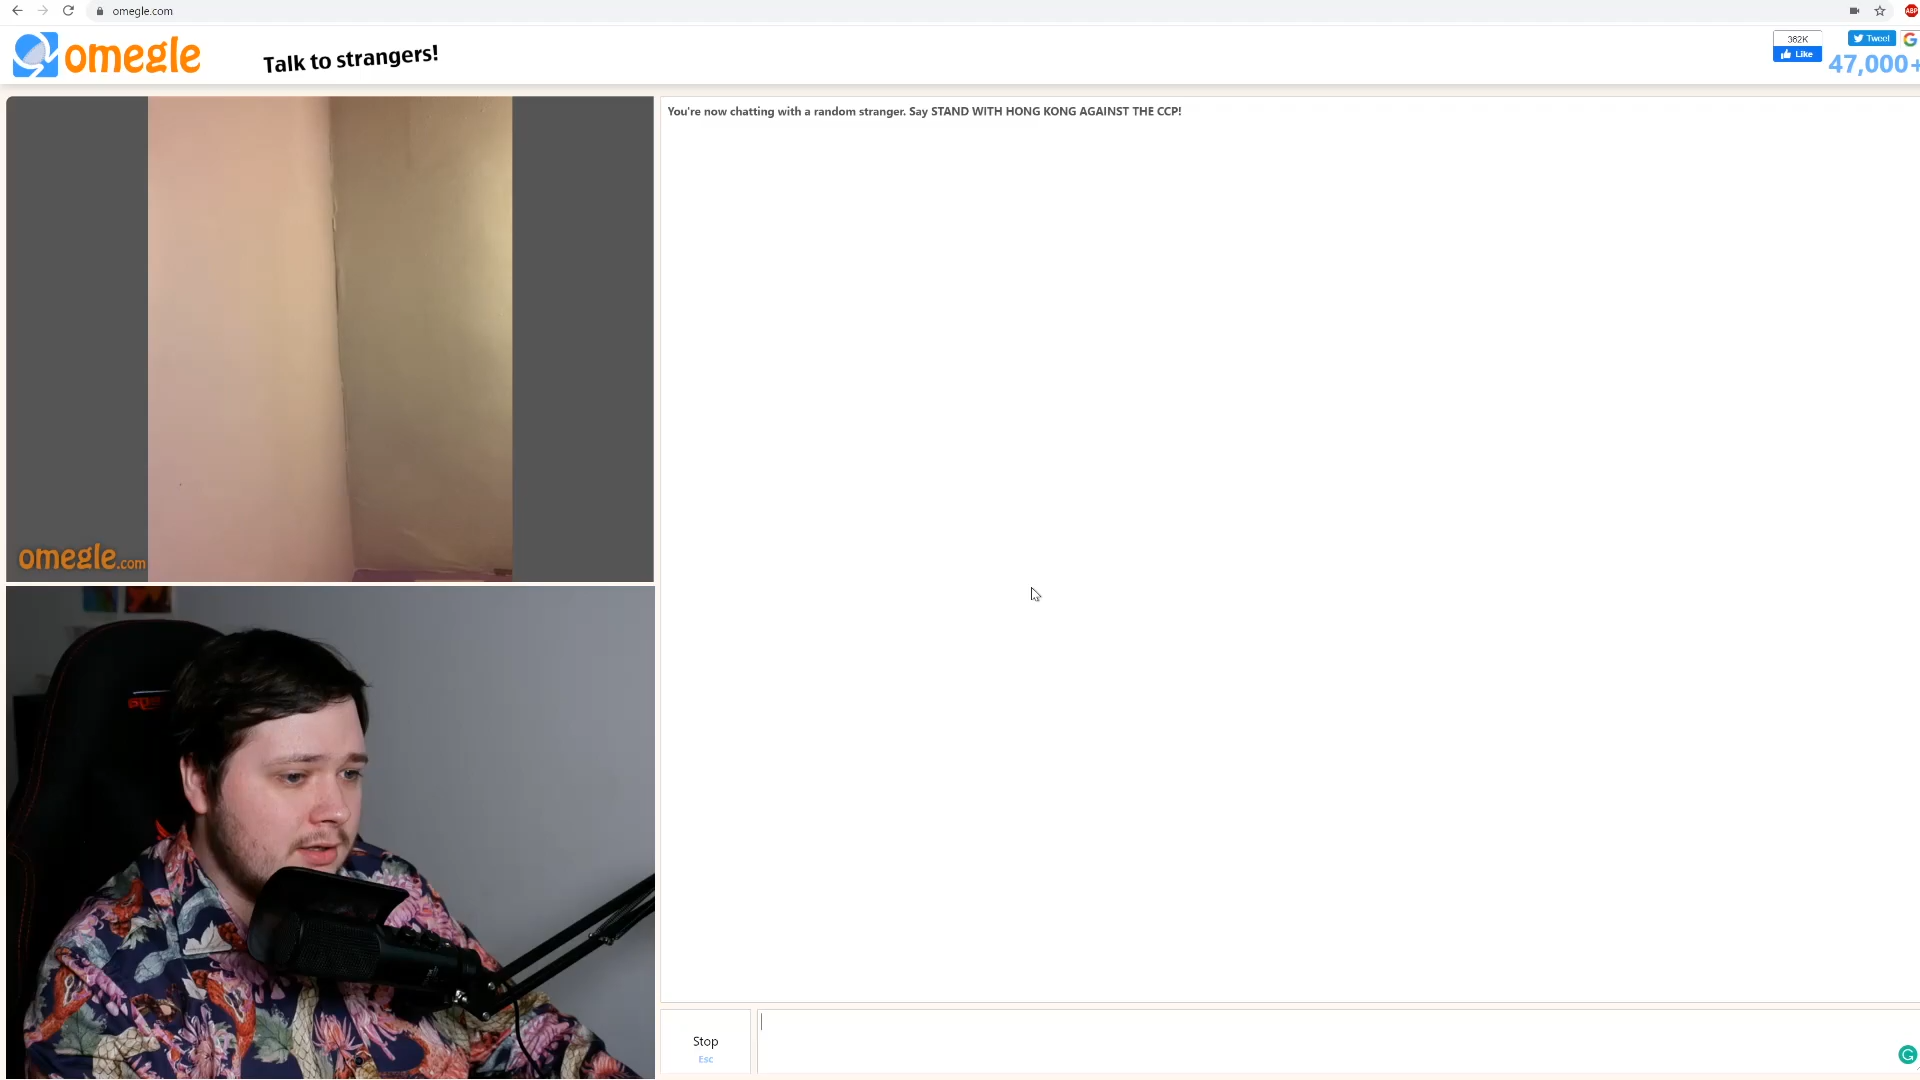 omegle.com
omegle
Talk to strangers!
362K
Like
Tweet
47,000+
You're now chatting with a random stranger. Say STAND WITH HONG KONG AGAINST THE CCP!
omegle.com
Stop
Esc